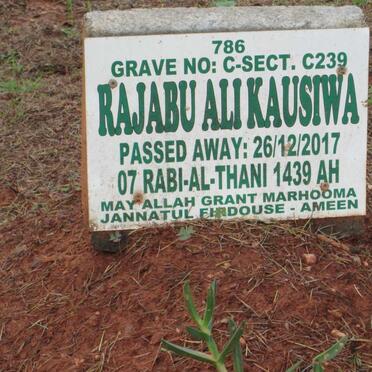 786
GRAVE NO: C-SECT. C239
RAJABU ALI KAUSIWA
PASSED AWAY: 26/12/2017
07 RABI-AL-THANI 1439 AH
MAY ALLAH GRANT MARHOOMA
JANNATUL FIRDOUSE - AMEEN